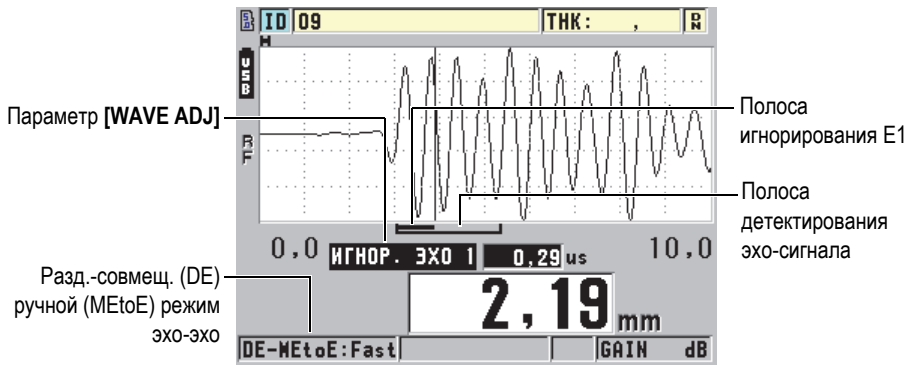 ID 09 THK: ,
USB
RF
Параметр [WAVE ADJ]
Полоса
игнорирования E1
Полоса
детектирования
эхо-сигнала
0,0 ИГНОР. ЭХО 1 0,29 us 10,0
Разд.-совмещ. (DE)
ручной (MEtoE) режим
эхо-эхо
2,19 mm
DE-MEtoE:Fast GAIN dB